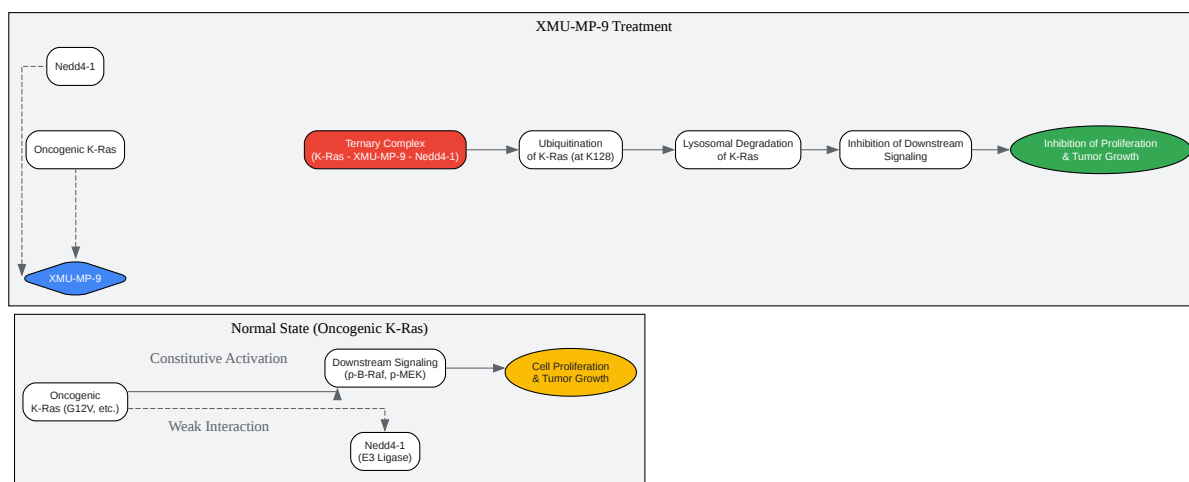 XMU-MP-9 Treatment
Nedd4-1
Oncogenic K-Ras
Ternary Complex
(K-Ras - XMU-MP-9 - Nedd4-1)
Ubiquitination
of K-Ras (at K128)
Lysosomal Degradation
of K-Ras
Inhibition of Downstream
Signaling
Inhibition of Proliferation
& Tumor Growth
XMU-MP-9
Normal State (Oncogenic K-Ras)
Constitutive Activation
Downstream Signaling
(p-B-Raf, p-MEK)
Cell Proliferation
& Tumor Growth
Oncogenic
K-Ras (G12V, etc.)
Weak Interaction
Nedd4-1
(E3 Ligase)